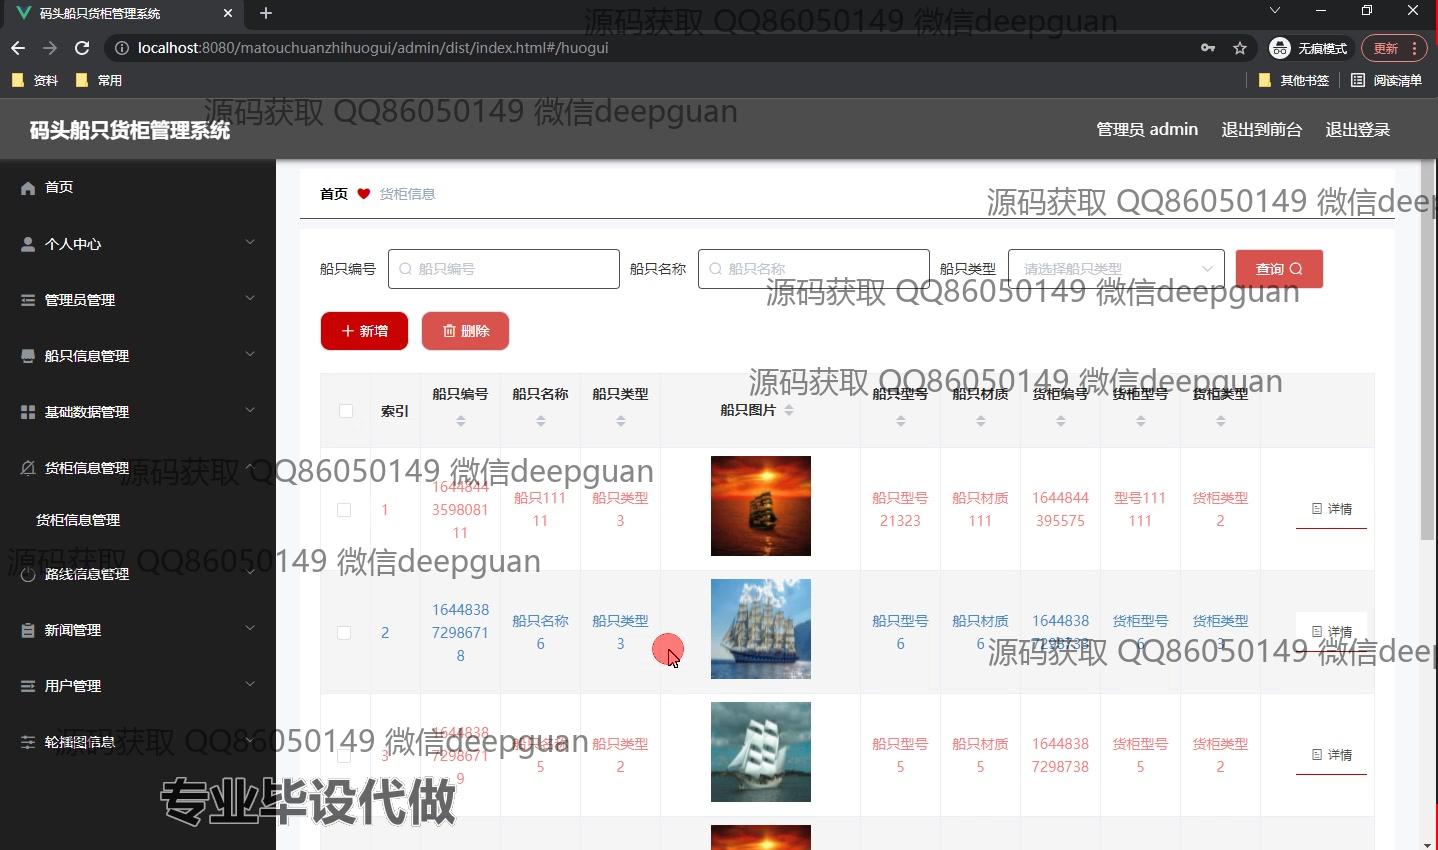 码头船只货柜管理系统
localhost:8080/matouchuanzhihuogui/admin/dist/index.html#/huogui
无痕模式
更新
资料
常用
其他书签
阅读清单
源码获取 QQ86050149 微信deepguan
源码获取 QQ86050149 微信deepguan
码头船只货柜管理系统
管理员 admin
退出到前台
退出登录
首页
个人中心
管理员管理
船只信息管理
基础数据管理
货柜信息管理
货柜信息管理
路线信息管理
新闻管理
用户管理
轮播图信息
首页 货柜信息
源码获取 QQ86050149 微信deep
船只编号 船只编号
船只名称 船只名称
船只类型 请选择船只类型
查询
源码获取 QQ86050149 微信deepguan
新增
删除
源码获取 QQ86050149 微信deepguan
索引 船只编号 船只名称 船只类型 船只图片 船只型号 船只材质 货柜编号 货柜型号 货柜类型
源码获取 QQ86050149 微信deepguan
1 1644844359808111 船只11111 船只类型3 船只型号21323 船只材质111 1644844395575 型号111111 货柜类型2 详情
源码获取 QQ86050149 微信deepguan
2 164483872986718 船只名称6 船只类型3 船只型号6 船只材质6 16448387298733 货柜型号6 货柜类型3 详情
源码获取 QQ86050149 微信deep
3 164483872986719 船只名称5 船只类型2 船只型号5 船只材质5 16448387298738 货柜型号5 货柜类型2 详情
源码获取 QQ86050149 微信deepguan
专业毕设代做